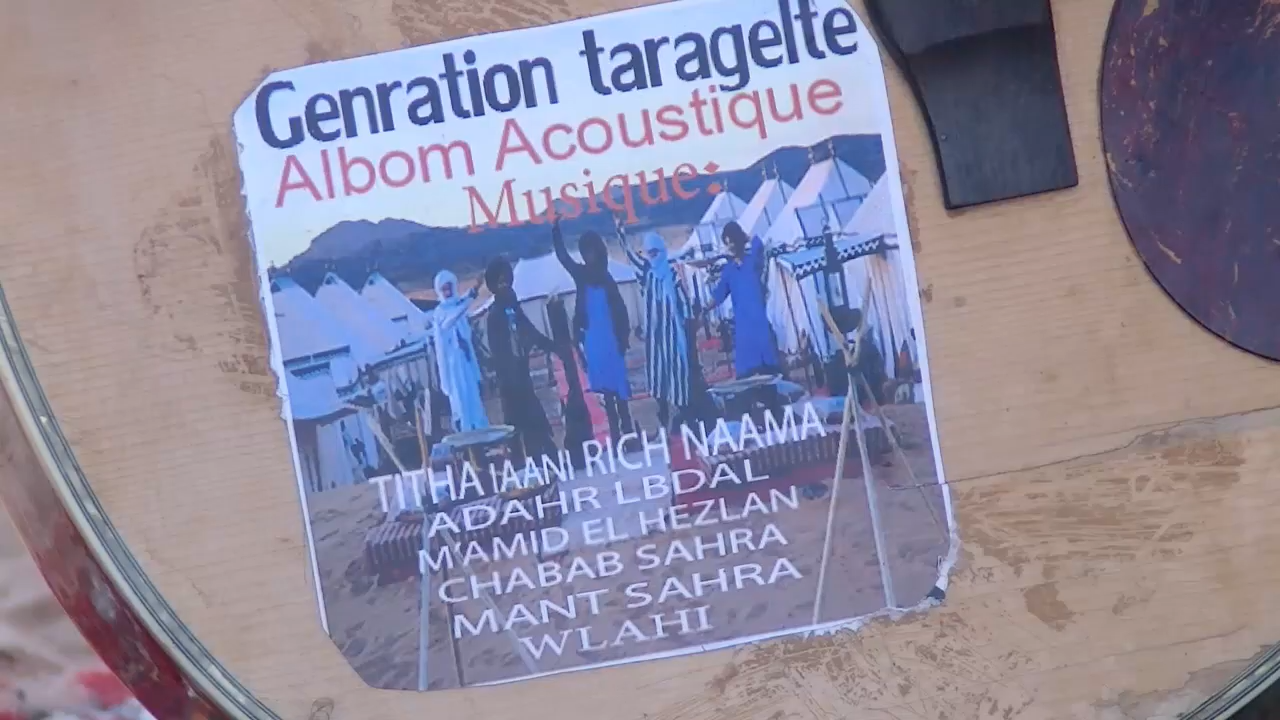 Genration taragelte
Albom Acoustique
Musique:
TITHA IAANI RICH NAAMA
ADAHR LBDAL
M'AMID EL HEZLAN
CHABAB SAHRA
MANT SAHRA
WLAHI